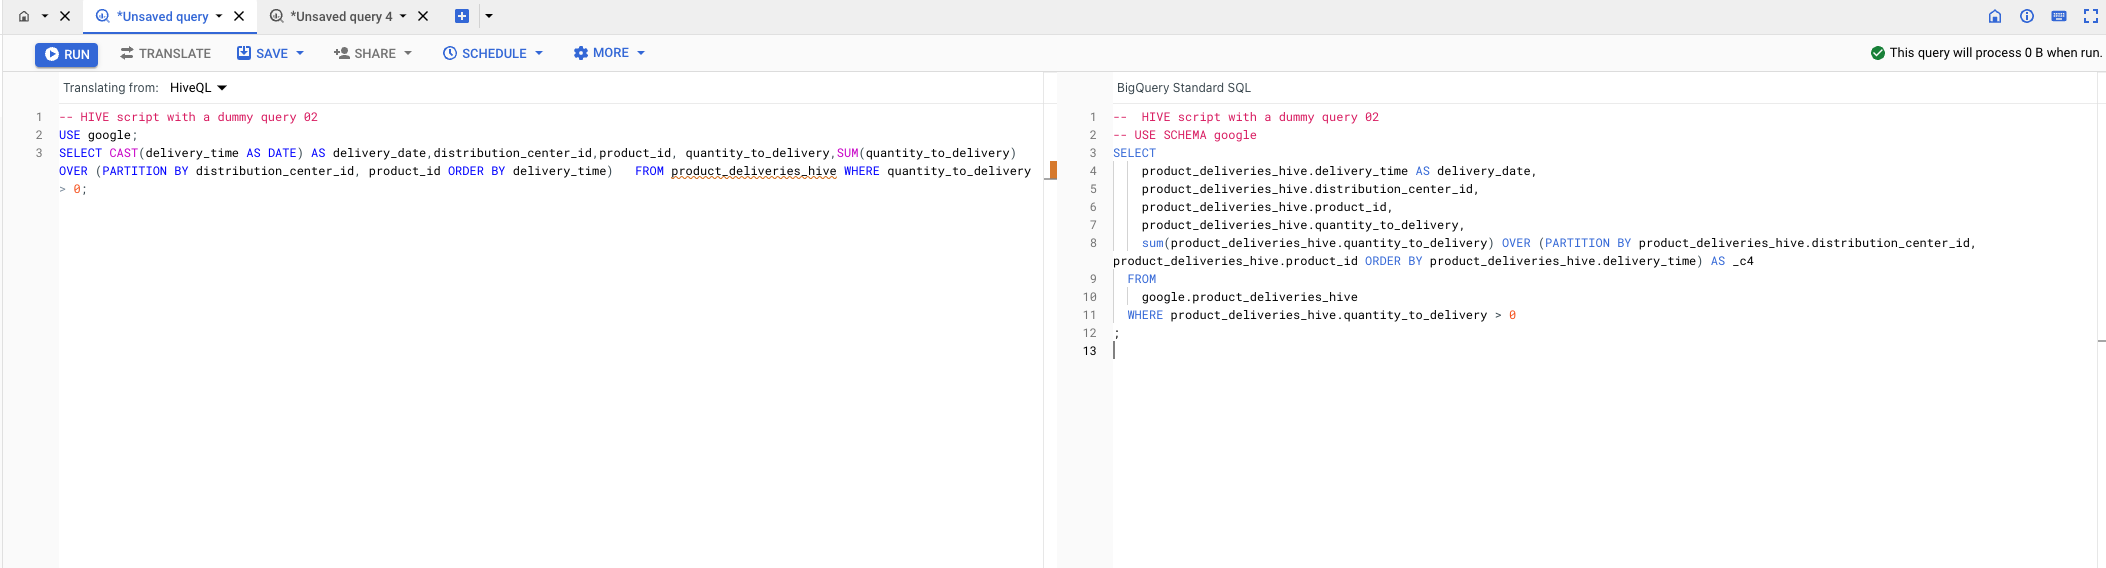 *Unsaved query
*Unsaved query 4
RUN
TRANSLATE
SAVE
SHARE
SCHEDULE
MORE
This query will process 0 B when run.
Translating from: HiveQL
1 -- HIVE script with a dummy query 02
2 USE google;
3 SELECT CAST(delivery_time AS DATE) AS delivery_date,distribution_center_id,product_id, quantity_to_delivery,SUM(quantity_to_delivery)
OVER (PARTITION BY distribution_center_id, product_id ORDER BY delivery_time)   FROM product_deliveries_hive WHERE quantity_to_delivery
> 0;
BigQuery Standard SQL
1 --  HIVE script with a dummy query 02
2 -- USE SCHEMA google
3 SELECT
4 product_deliveries_hive.delivery_time AS delivery_date,
5 product_deliveries_hive.distribution_center_id,
6 product_deliveries_hive.product_id,
7 product_deliveries_hive.quantity_to_delivery,
8 sum(product_deliveries_hive.quantity_to_delivery) OVER (PARTITION BY product_deliveries_hive.distribution_center_id,
product_deliveries_hive.product_id ORDER BY product_deliveries_hive.delivery_time) AS _c4
9 FROM
10 google.product_deliveries_hive
11 WHERE product_deliveries_hive.quantity_to_delivery > 0
12 ;
13